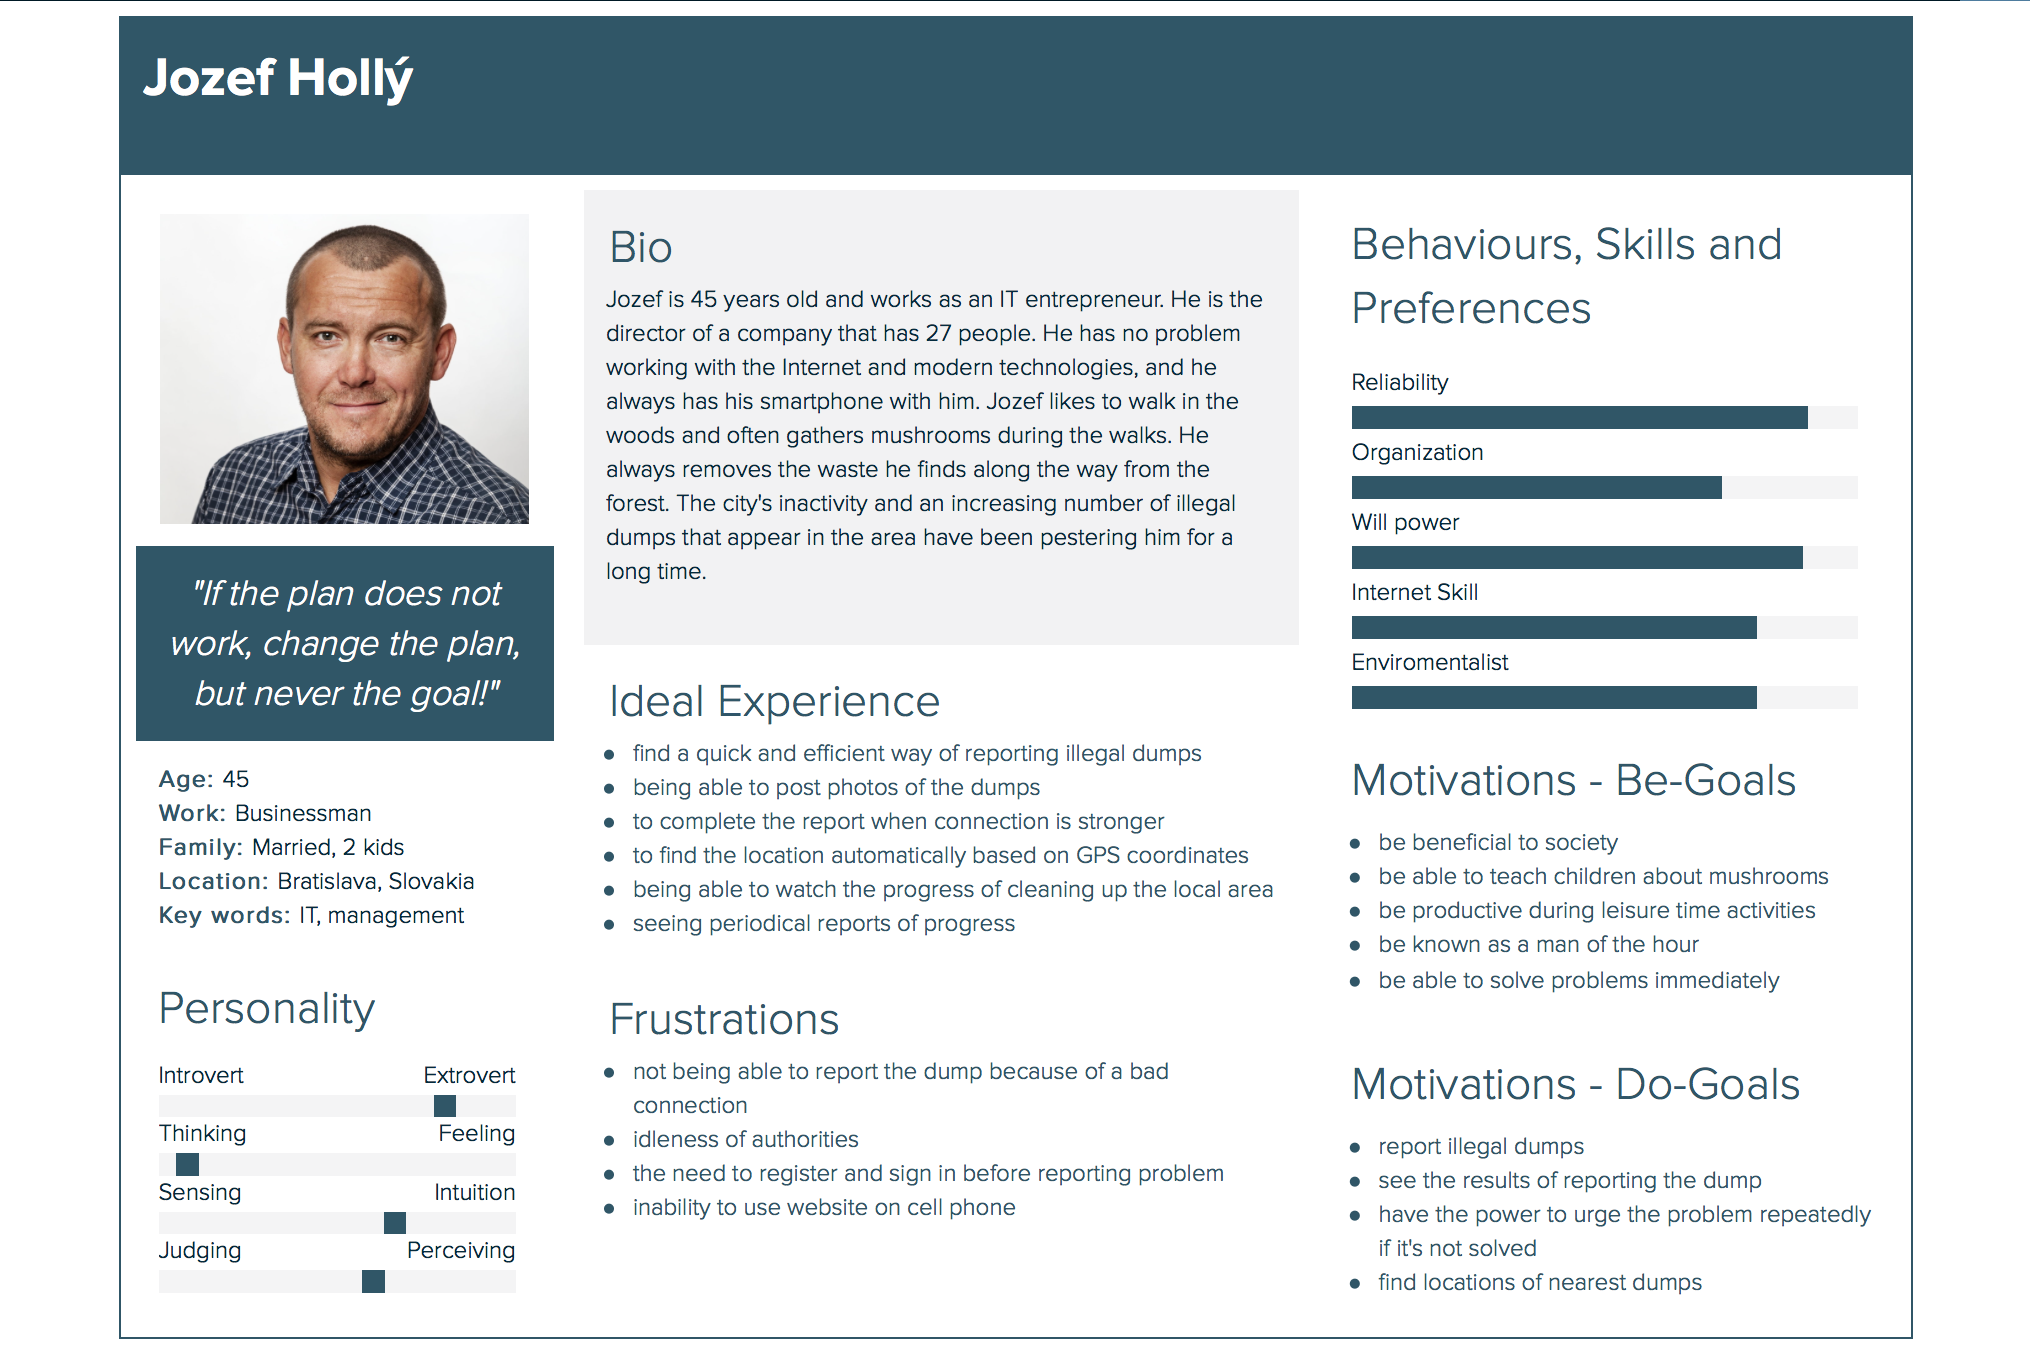 Jozef Hollý
"If the plan does not
work, change the plan,
but never the goal!"
Age: 45
Work: Businessman
Family: Married, 2 kids
Location: Bratislava, Slovakia
Key words: IT, management
Personality
Introvert Extrovert
Thinking Feeling
Sensing Intuition
Judging Perceiving
Bio
Jozef is 45 years old and works as an IT entrepreneur. He is the
director of a company that has 27 people. He has no problem
working with the Internet and modern technologies, and he
always has his smartphone with him. Jozef likes to walk in the
woods and often gathers mushrooms during the walks. He
always removes the waste he finds along the way from the
forest. The city's inactivity and an increasing number of illegal
dumps that appear in the area have been pestering him for a
long time.
Ideal Experience
• find a quick and efficient way of reporting illegal dumps
• being able to post photos of the dumps
• to complete the report when connection is stronger
• to find the location automatically based on GPS coordinates
• being able to watch the progress of cleaning up the local area
• seeing periodical reports of progress
Frustrations
• not being able to report the dump because of a bad
connection
• idleness of authorities
• the need to register and sign in before reporting problem
• inability to use website on cell phone
Behaviours, Skills and
Preferences
Reliability
Organization
Will power
Internet Skill
Enviromentalist
Motivations - Be-Goals
• be beneficial to society
• be able to teach children about mushrooms
• be productive during leisure time activities
• be known as a man of the hour
• be able to solve problems immediately
Motivations - Do-Goals
• report illegal dumps
• see the results of reporting the dump
• have the power to urge the problem repeatedly
if it's not solved
• find locations of nearest dumps